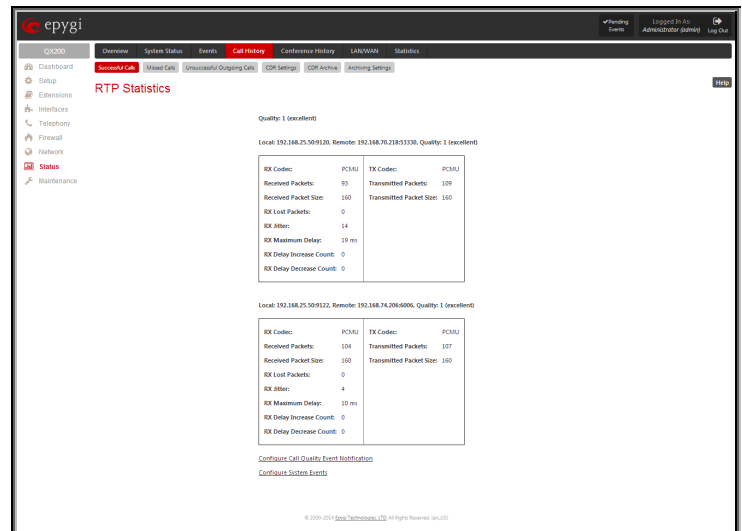 epygi
Pending Events
Logged In As:
Administrator (admin)
Log Out
QX200
Overview System Status Events Call History Conference History LAN/WAN Statistics
Dashboard
Setup
Extensions
Interfaces
Telephony
Firewall
Network
Status
Maintenance
Successful Calls Missed Calls Unsuccessful Outgoing Calls CDR Settings CDR Archive Archiving Settings
RTP Statistics
Help
Quality: 1 (excellent)
Local: 192.168.25.50:9120, Remote: 192.168.70.218:53330, Quality: 1 (excellent)
RX Codec: PCMU TX Codec: PCMU
Received Packets: 93 Transmitted Packets: 109
Received Packet Size: 160 Transmitted Packet Size: 160
RX Lost Packets: 0
RX Jitter: 14
RX Maximum Delay: 19 ms
RX Delay Increase Count: 0
RX Delay Decrease Count: 0
Local: 192.168.25.50:9122, Remote: 192.168.74.206:6006, Quality: 1 (excellent)
RX Codec: PCMU TX Codec: PCMU
Received Packets: 104 Transmitted Packets: 107
Received Packet Size: 160 Transmitted Packet Size: 160
RX Lost Packets: 0
RX Jitter: 4
RX Maximum Delay: 10 ms
RX Delay Increase Count: 0
RX Delay Decrease Count: 0
Configure Call Quality Event Notification
Configure System Events
© 2000-2014 Epygi Technologies, LTD. All Rights Reserved. (en_US)